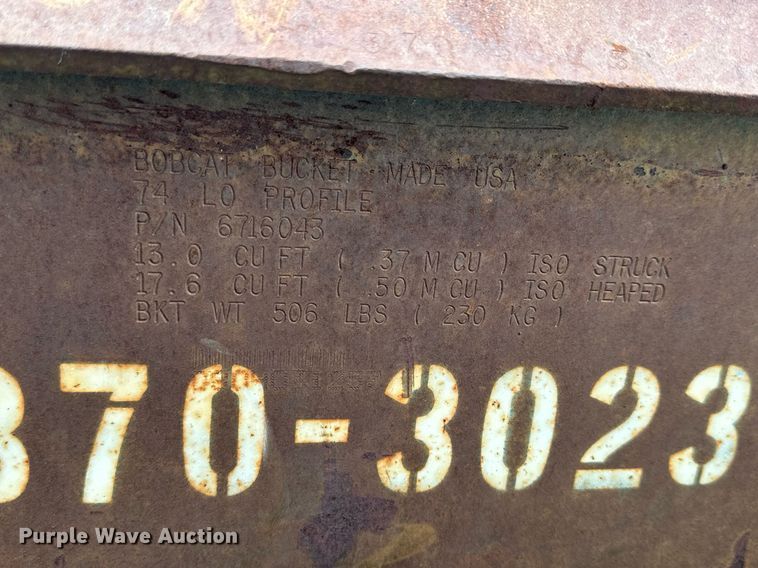 BOBCAT BUCKET MADE USA
74 LO PROFILE
P/N 6716043
13.0 CU FT ( .37 M CU ) ISO STRUCK
17.6 CU FT ( .50 M CU ) ISO HEAPED
BKT WT 506 LBS ( 230 KG )
370-3023
Purple Wave Auction